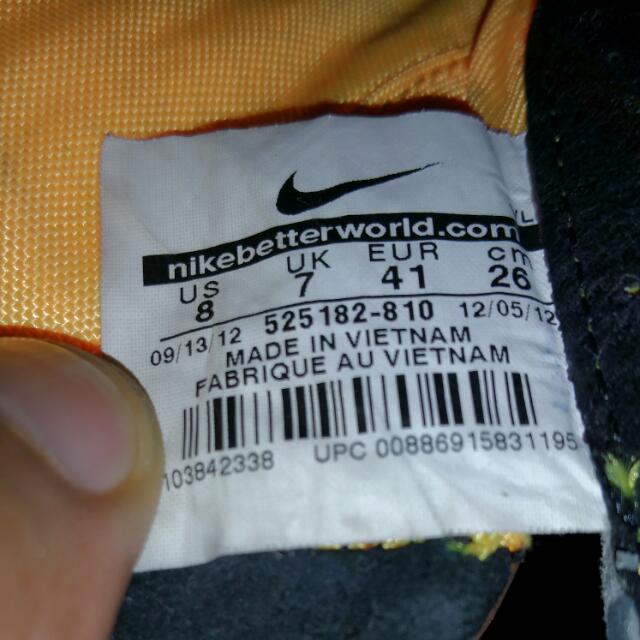 nikebetterworld.com
US UK EUR cm
8 7 41 26
09/13/12 525182-810 12/05/12
MADE IN VIETNAM
FABRIQUE AU VIETNAM
103842338 UPC 00886915831195